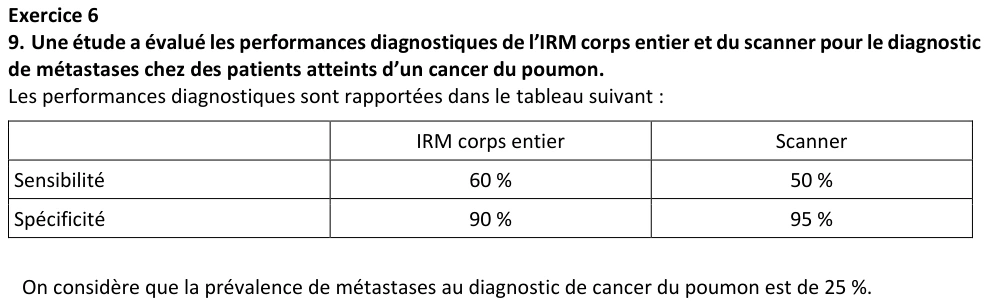 Exercice 6
9. Une étude a évalué les performances diagnostiques de l'IRM corps entier et du scanner pour le diagnostic
de métastases chez des patients atteints d'un cancer du poumon.
Les performances diagnostiques sont rapportées dans le tableau suivant :
IRM corps entier Scanner
Sensibilité 60 % 50 %
Spécificité 90 % 95 %
On considère que la prévalence de métastases au diagnostic de cancer du poumon est de 25 %.